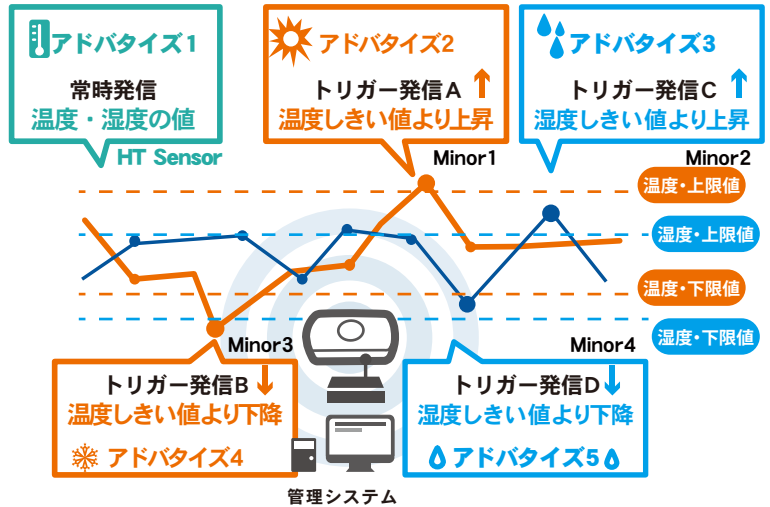 アドバタイズ1
常時発信
温度・湿度の値
HT Sensor
アドバタイズ2
トリガー発信A
温度しきい値より上昇
Minor1
アドバタイズ3
トリガー発信C
湿度しきい値より上昇
Minor2
温度・上限値
湿度・上限値
温度・下限値
湿度・下限値
Minor3
トリガー発信B
温度しきい値より下降
アドバタイズ4
Minor4
トリガー発信D
湿度しきい値より下降
アドバタイズ5
管理システム